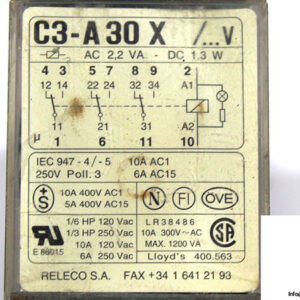 C3-A 30 X /... V
AC 2,2 VA - DC 1,3 W
4 3 5 7 8 9 2
12 14 22 24 32 34 A1
11 21 31 A2
µ 1 6 11 10
IEC 947 -4/-5 10A AC1
250V Poll. 3 6A AC15
+ S 10A 400V AC1 N FI OVE
5A 400V AC15
1/6 HP 120 Vac LR38486
1/3 HP 250 Vac 10A 300V~ AC
10A 120 Vac MAX. 1200 VA
6A 250 Vac Lloyd's 400.563
E 86015
SA
RELECO S.A. FAX +34 1 641 21 93